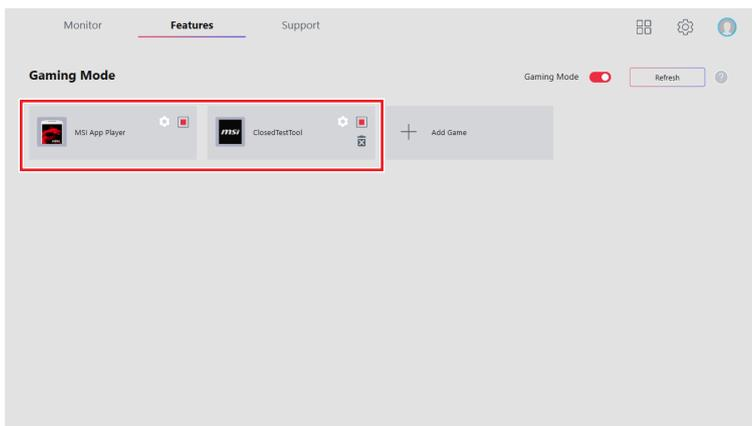 Monitor Features Support
Gaming Mode Gaming Mode Refresh ?
MSI App Player msi ClosedTestTool Add Game